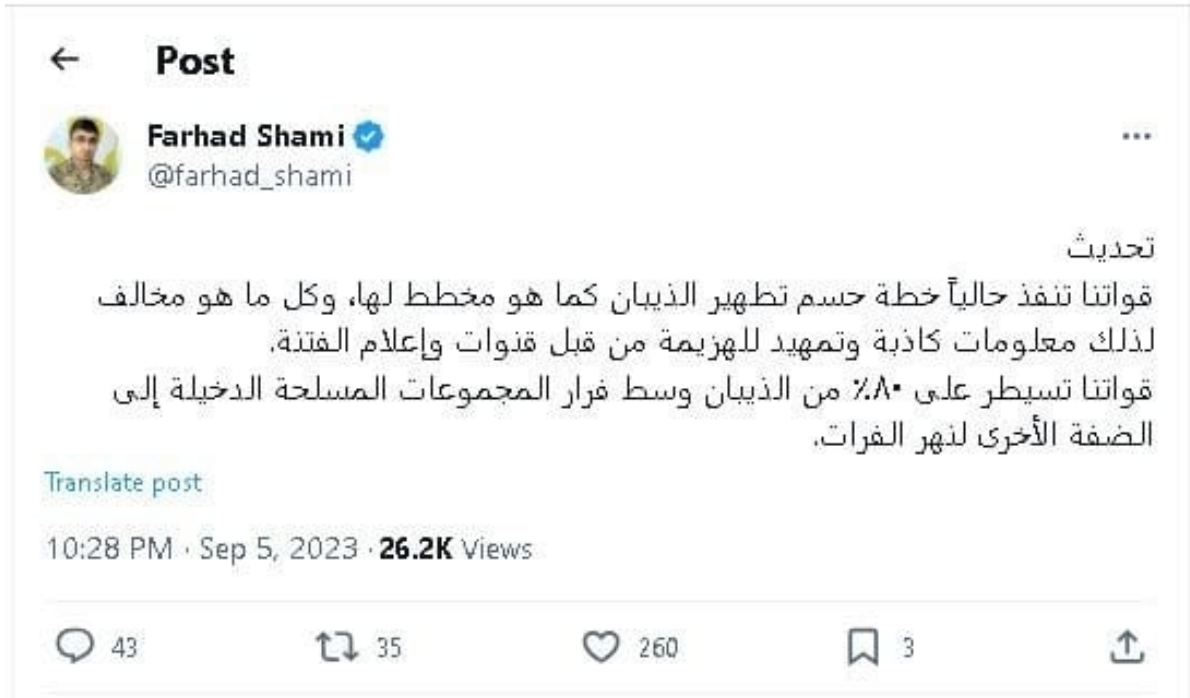 Post
Farhad Shami
@farhad_shami
تحديث
قواتنا تنفذ حالياً خطة حسم تطهير الذيبان كما هو مخطط لها، وكل ما هو مخالف
لذلك معلومات كاذبة وتمهيد للهزيمة من قبل قنوات وإعلام الفتنة.
قواتنا تسيطر على ٨٠٪ من الذيبان وسط فرار المجموعات المسلحة الدخيلة إلى
الضفة الأخرى لنهر الفرات.
Translate post
10:28 PM · Sep 5, 2023 · 26.2K Views
43 35 260 3